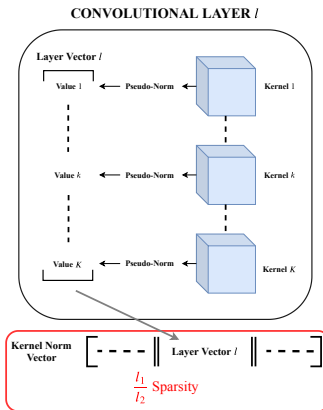 CONVOLUTIONAL LAYER l
Layer Vector l
Value 1 Pseudo-Norm Kernel 1
Value k Pseudo-Norm Kernel k
Value K Pseudo-Norm Kernel K
Kernel Norm Vector [ Layer Vector l ]
l₁/l₂ Sparsity